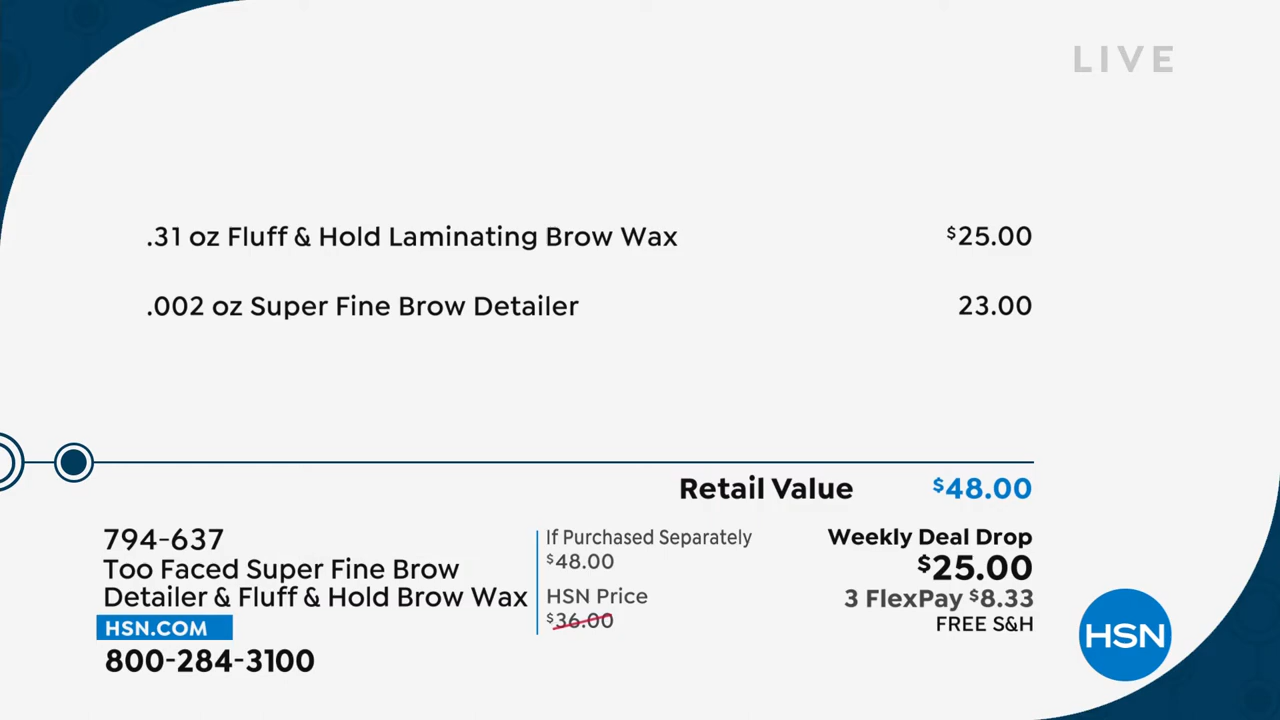 LIVE
.31 oz Fluff & Hold Laminating Brow Wax $25.00
.002 oz Super Fine Brow Detailer 23.00
Retail Value $48.00
794-637
Too Faced Super Fine Brow
Detailer & Fluff & Hold Brow Wax
HSN.COM
800-284-3100
If Purchased Separately
$48.00
HSN Price
$36.00
Weekly Deal Drop
$25.00
3 FlexPay $8.33
FREE S&H
HSN